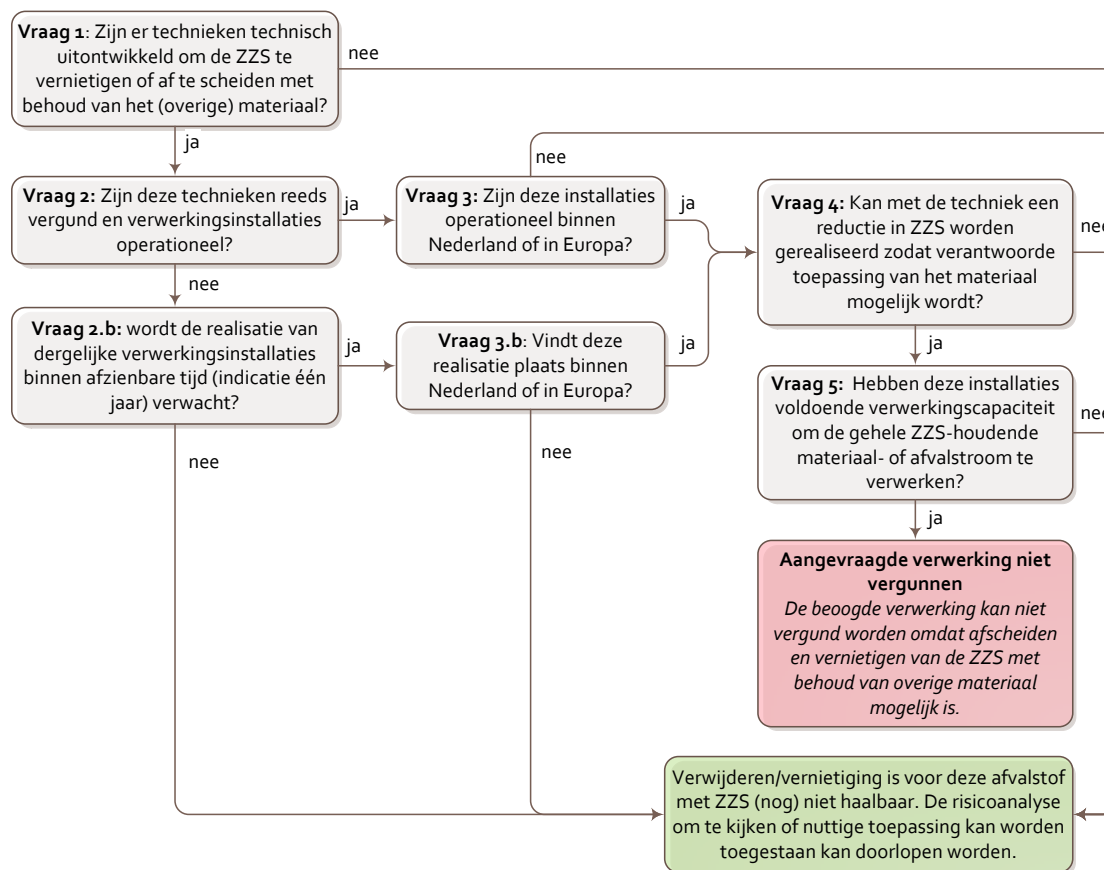 Vraag 1: Zijn er technieken technisch
uitontwikkeld om de ZZS te
vernietigen of af te scheiden met
behoud van het (overige) materiaal?
nee
ja
Vraag 2: Zijn deze technieken reeds
vergund en verwerkingsinstallaties
operationeel?
ja
nee
Vraag 3: Zijn deze installaties
operationeel binnen
Nederland of in Europa?
nee
ja
Vraag 2.b: wordt de realisatie van
dergelijke verwerkingsinstallaties
binnen afzienbare tijd (indicatie één
jaar) verwacht?
ja
nee
Vraag 3.b: Vindt deze
realisatie plaats binnen
Nederland of in Europa?
ja
nee
Vraag 4: Kan met de techniek een
reductie in ZZS worden
gerealiseerd zodat verantwoorde
toepassing van het materiaal
mogelijk wordt?
nee
ja
Vraag 5: Hebben deze installaties
voldoende verwerkingscapaciteit
om de gehele ZZS-houdende
materiaal- of afvalstroom te
verwerken?
nee
ja
Aangevraagde verwerking niet
vergunnen
De beoogde verwerking kan niet
vergund worden omdat afscheiden
en vernietigen van de ZZS met
behoud van overige materiaal
mogelijk is.
Verwijderen/vernietiging is voor deze afvalstof
met ZZS (nog) niet haalbaar. De risicoanalyse
om te kijken of nuttige toepassing kan worden
toegestaan kan doorlopen worden.